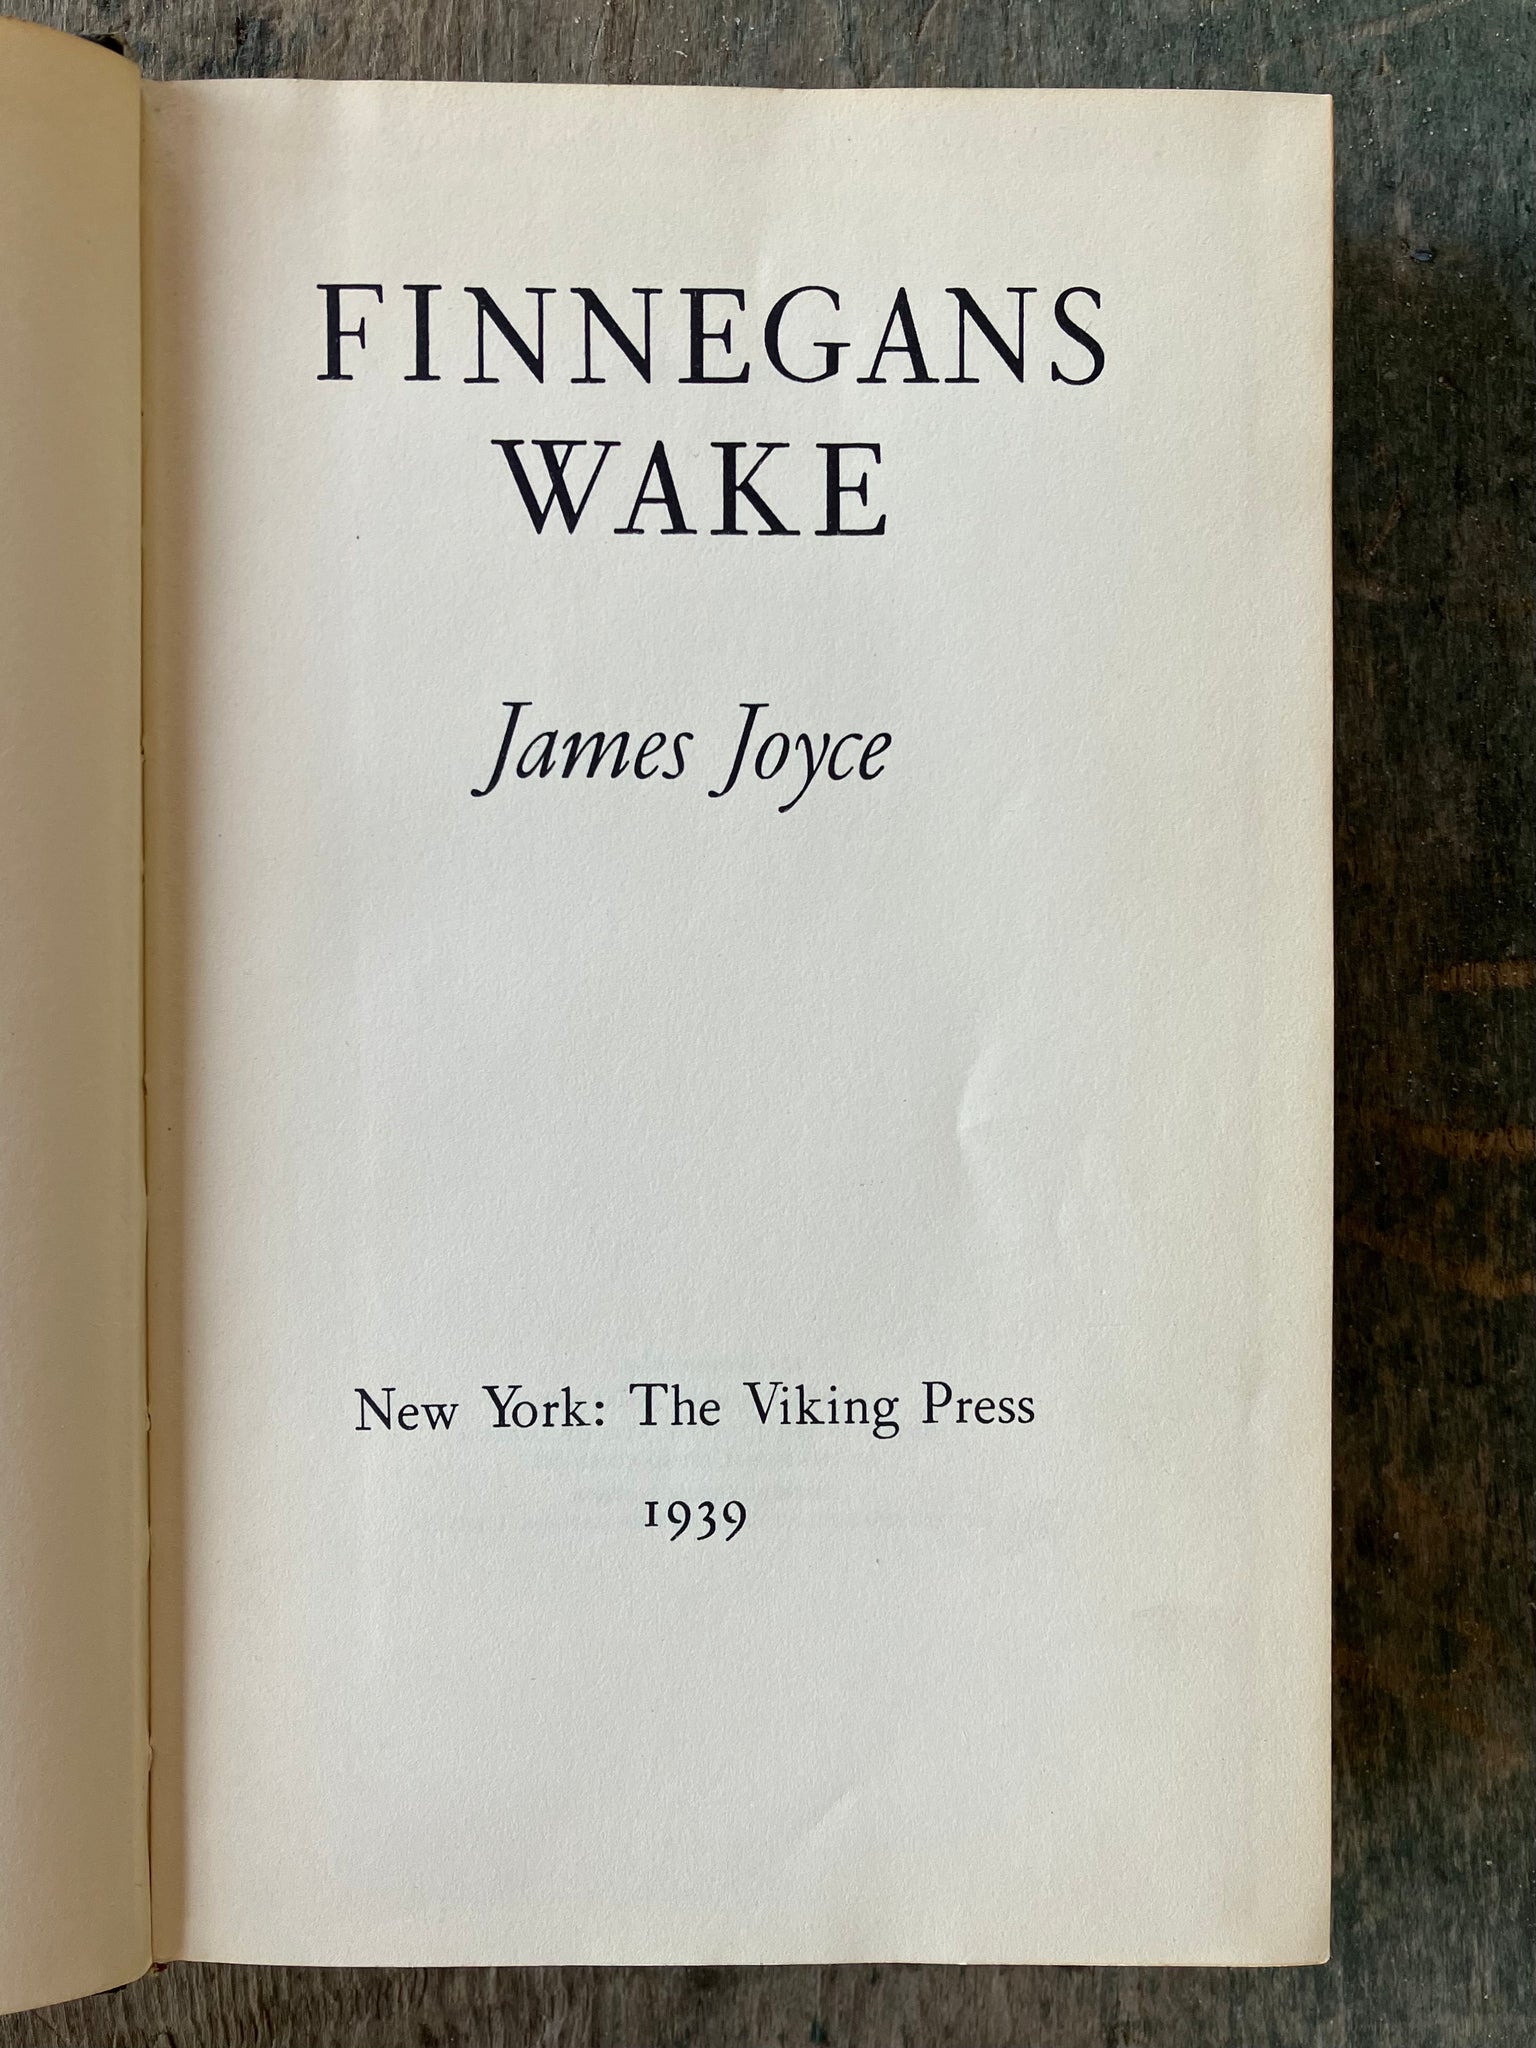 FINNEGANS
WAKE
James Joyce
New York: The Viking Press
1939